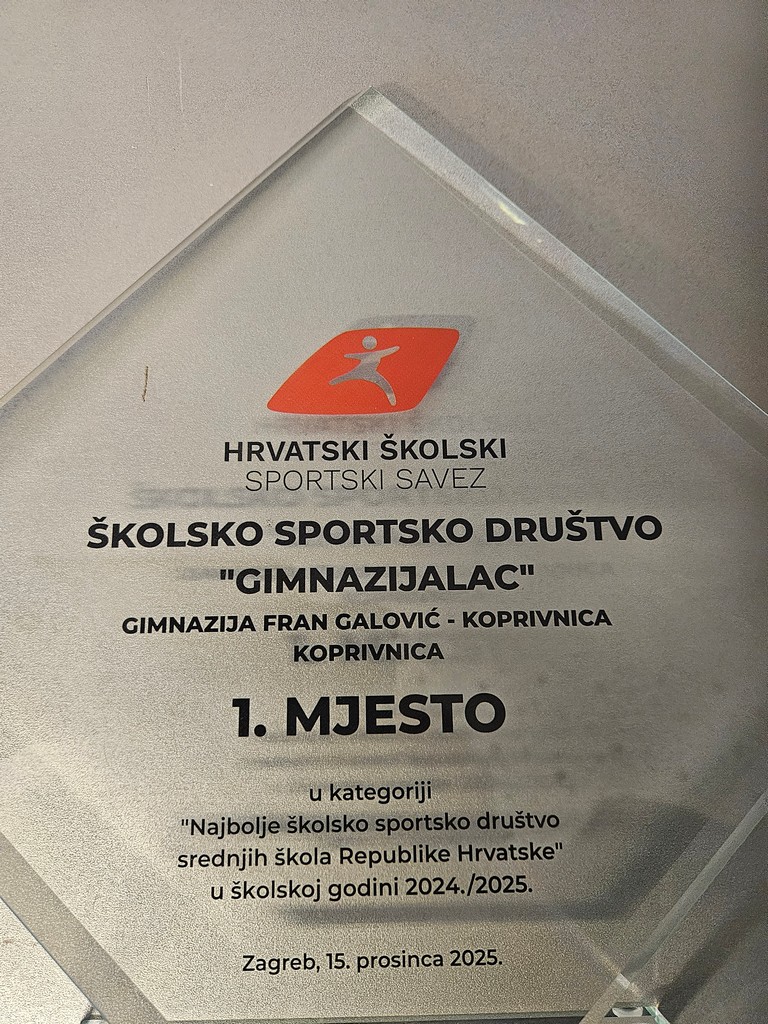 HRVATSKI ŠKOLSKI
SPORTSKI SAVEZ
ŠKOLSKO SPORTSKO DRUŠTVO
"GIMNAZIJALAC"
GIMNAZIJA FRAN GALOVIĆ - KOPRIVNICA
KOPRIVNICA
1. MJESTO
u kategoriji
"Najbolje školsko sportsko društvo
srednjih škola Republike Hrvatske"
u školskoj godini 2024./2025.
Zagreb, 15. prosinca 2025.